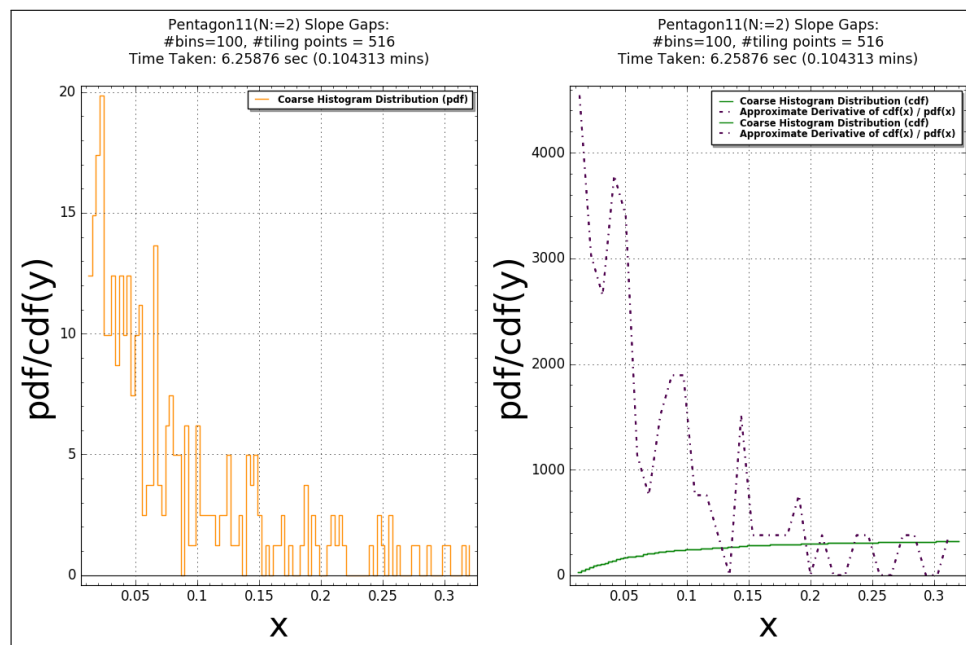 Pentagon11(N:=2) Slope Gaps:
#bins=100, #tiling points = 516
Time Taken: 6.25876 sec (0.104313 mins)
Coarse Histogram Distribution (pdf)
20
15
10
5
0
0.05 0.1 0.15 0.2 0.25 0.3
pdf/cdf(y)
x
Pentagon11(N:=2) Slope Gaps:
#bins=100, #tiling points = 516
Time Taken: 6.25876 sec (0.104313 mins)
Coarse Histogram Distribution (cdf)
Approximate Derivative of cdf(x) / pdf(x)
Coarse Histogram Distribution (cdf)
Approximate Derivative of cdf(x) / pdf(x)
4000
3000
2000
1000
0
0.05 0.1 0.15 0.2 0.25 0.3
pdf/cdf(y)
x